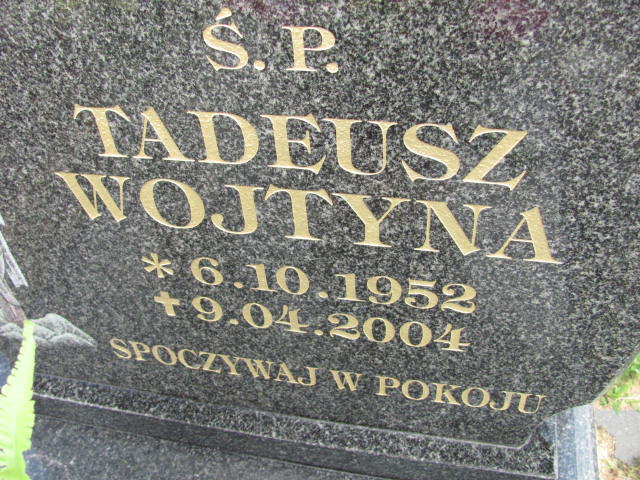 Ś. P.
TADEUSZ
WOJTYNA
* 6.10.1952
✝ 9.04.2004
SPOCZYWAJ W POKOJU